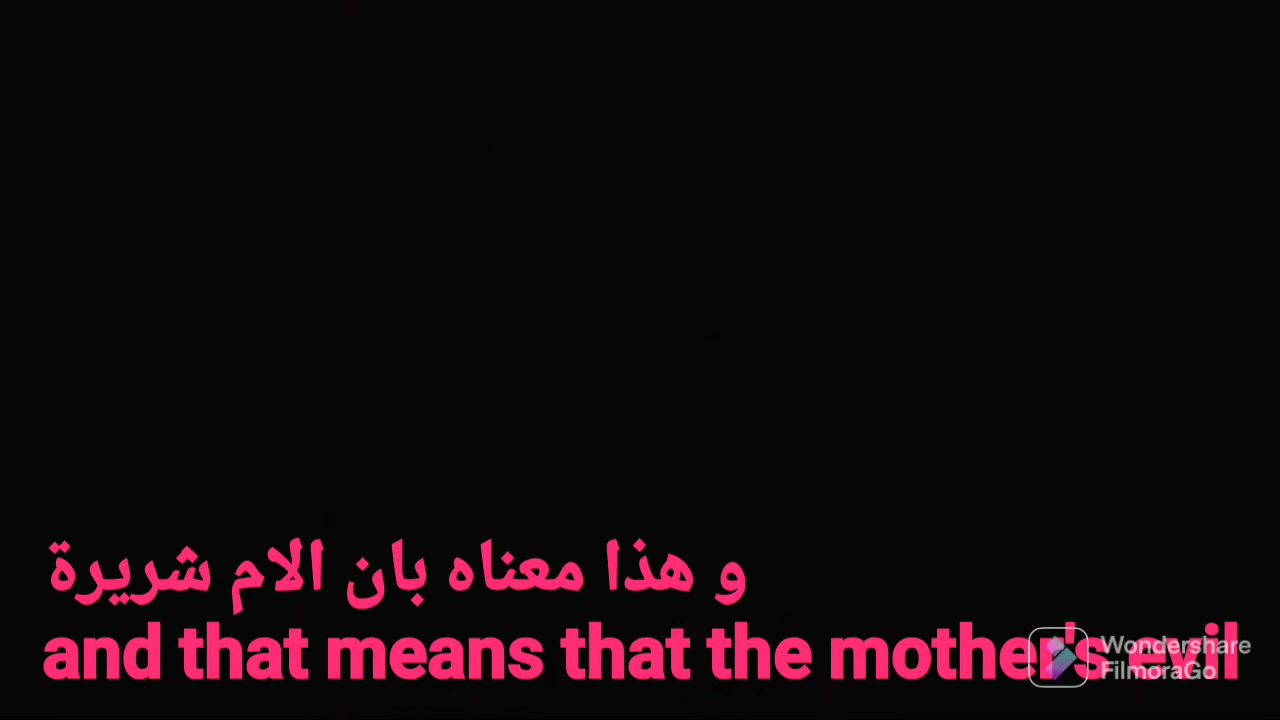 و هذا معناه بان الام شريرة
and that means that the mother's evil
Wondershare
FilmoraGo